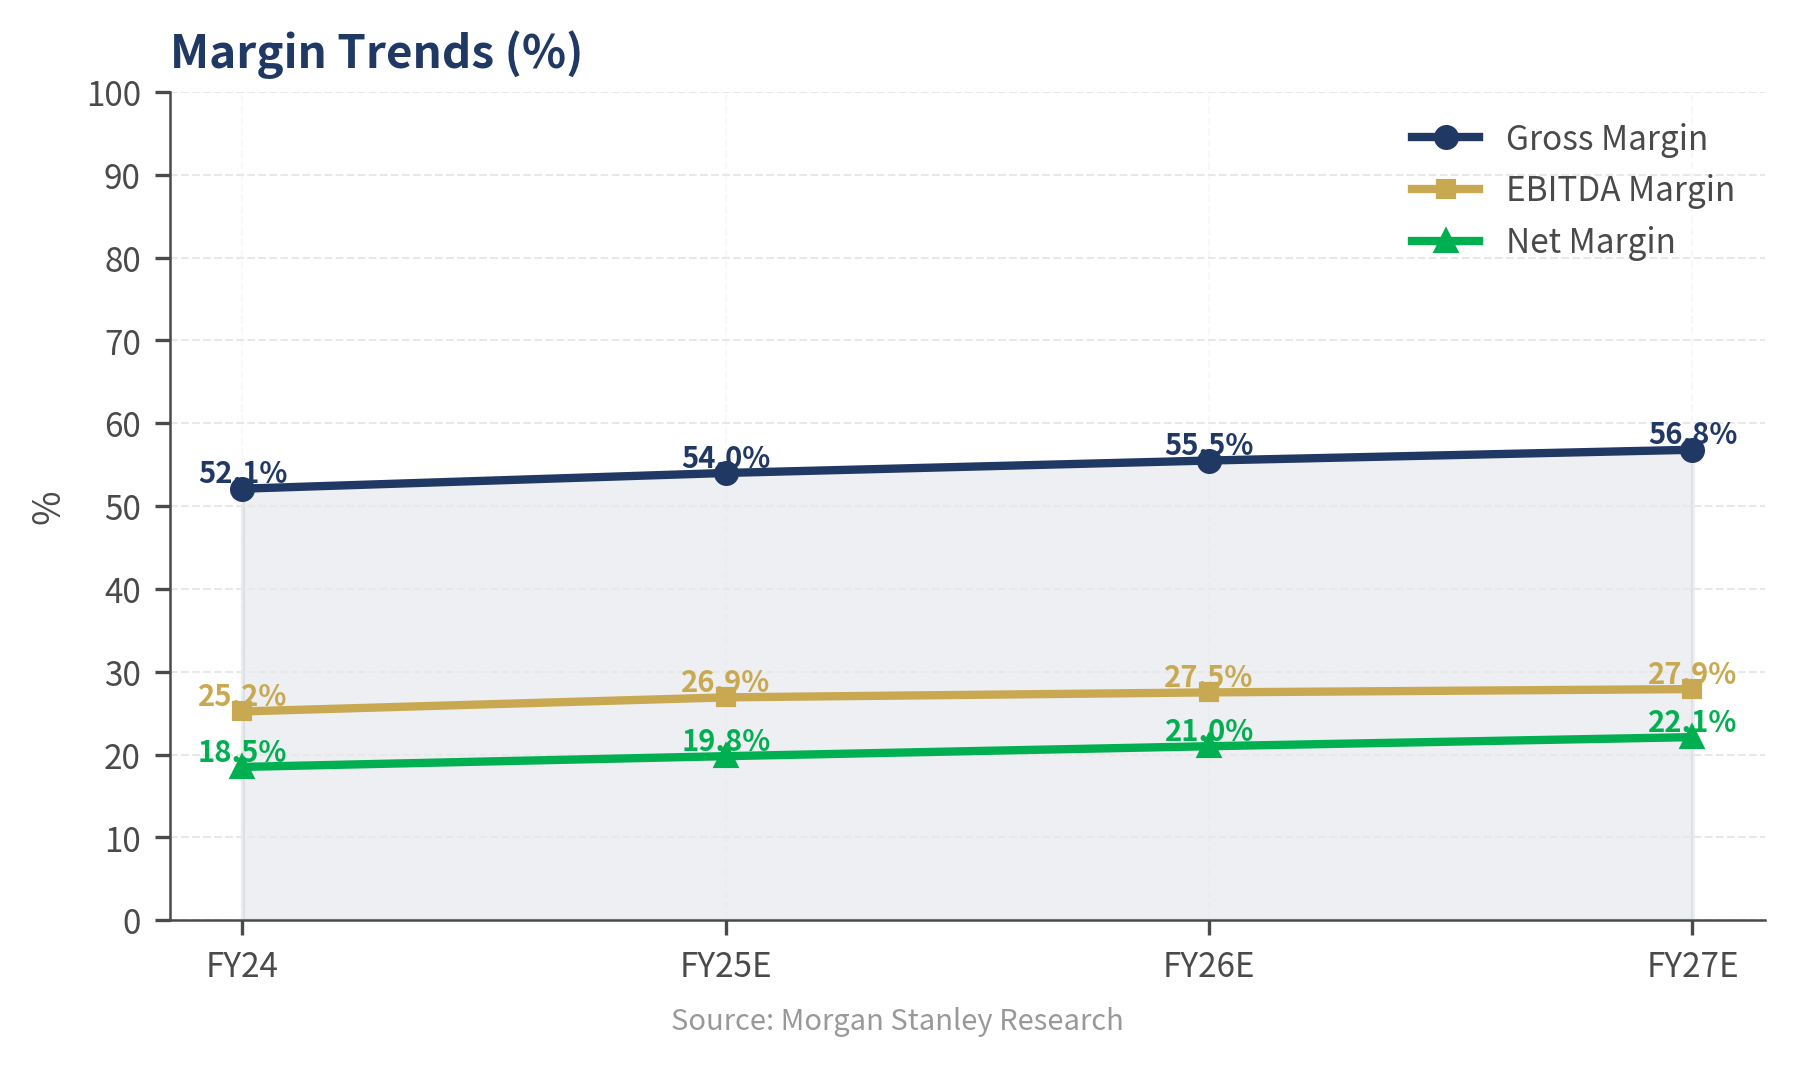 Margin Trends (%)
100
90
80
70
60
50
40
30
20
10
0
%
Gross Margin
EBITDA Margin
Net Margin
52.1%
54.0%
55.5%
56.8%
25.2%
26.9%
27.5%
27.9%
18.5%
19.8%
21.0%
22.1%
FY24
FY25E
FY26E
FY27E
Source: Morgan Stanley Research